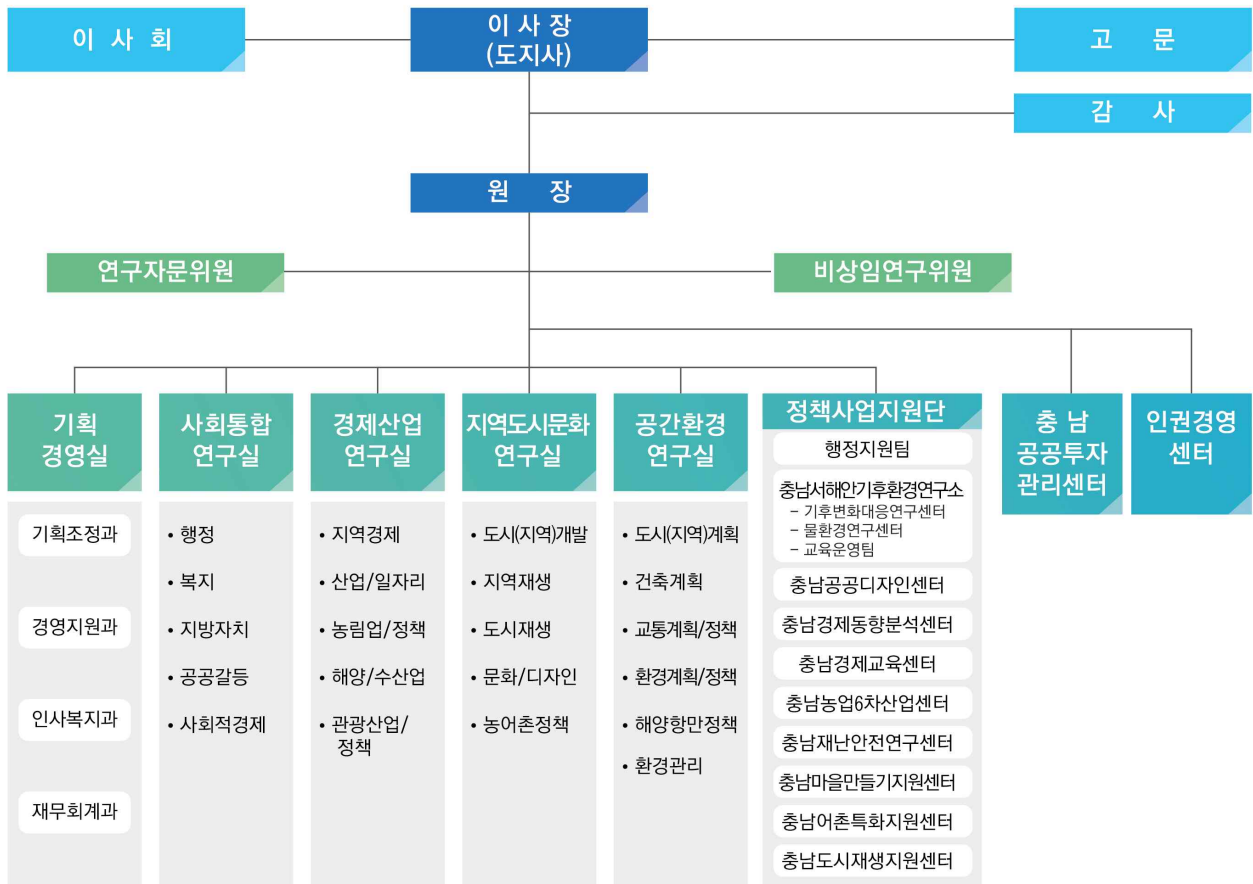 이 사 회
이 사 장
(도지사)
고 문
감 사
원 장
연구자문위원
비상임연구위원
기획
경영실
기획조정과
경영지원과
인사복지과
재무회계과
사회통합
연구실
• 행정
• 복지
• 지방자치
• 공공갈등
• 사회적경제
경제산업
연구실
• 지역경제
• 산업/일자리
• 농림업/정책
• 해양/수산업
• 관광산업/
정책
지역도시문화
연구실
• 도시(지역)개발
• 지역재생
• 도시재생
• 문화/디자인
• 농어촌정책
공간환경
연구실
• 도시(지역)계획
• 건축계획
• 교통계획/정책
• 환경계획/정책
• 해양항만정책
• 환경관리
정책사업지원단
행정지원팀
충남서해안기후환경연구소
– 기후변화대응연구센터
– 물환경연구센터
– 교육운영팀
충남공공디자인센터
충남경제동향분석센터
충남경제교육센터
충남농업6차산업센터
충남재난안전연구센터
충남마을만들기지원센터
충남어촌특화지원센터
충남도시재생지원센터
충 남
공공투자
관리센터
인권경영
센터